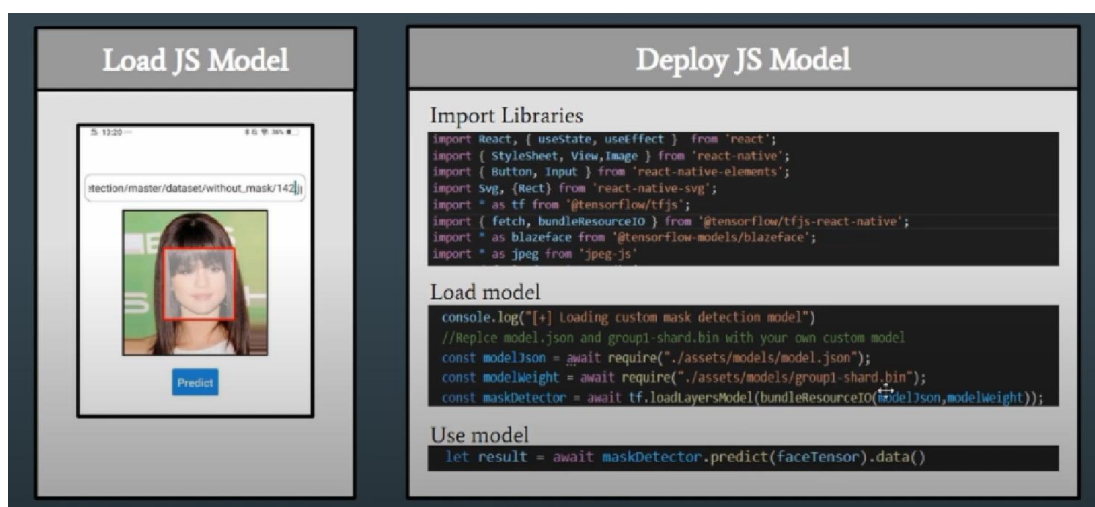 Load JS Model
13:20
36%
tection/master/dataset/without_mask/142.j
Predict
Deploy JS Model
Import Libraries
import React, { useState, useEffect }  from 'react';
import { StyleSheet, View,Image } from 'react-native';
import { Button, Input } from 'react-native-elements';
import Svg, {Rect} from 'react-native-svg';
import * as tf from '@tensorflow/tfjs';
import { fetch, bundleResourceIO } from '@tensorflow/tfjs-react-native';
import * as blazeface from '@tensorflow-models/blazeface';
import * as jpeg from 'jpeg-js'
Load model
console.log("[+] Loading custom mask detection model")
//Replce model.json and group1-shard.bin with your own custom model
const modelJson = await require("./assets/models/model.json");
const modelWeight = await require("./assets/models/group1-shard.bin");
const maskDetector = await tf.loadLayersModel(bundleResourceIO(modelJson,modelWeight));
Use model
let result = await maskDetector.predict(faceTensor).data()